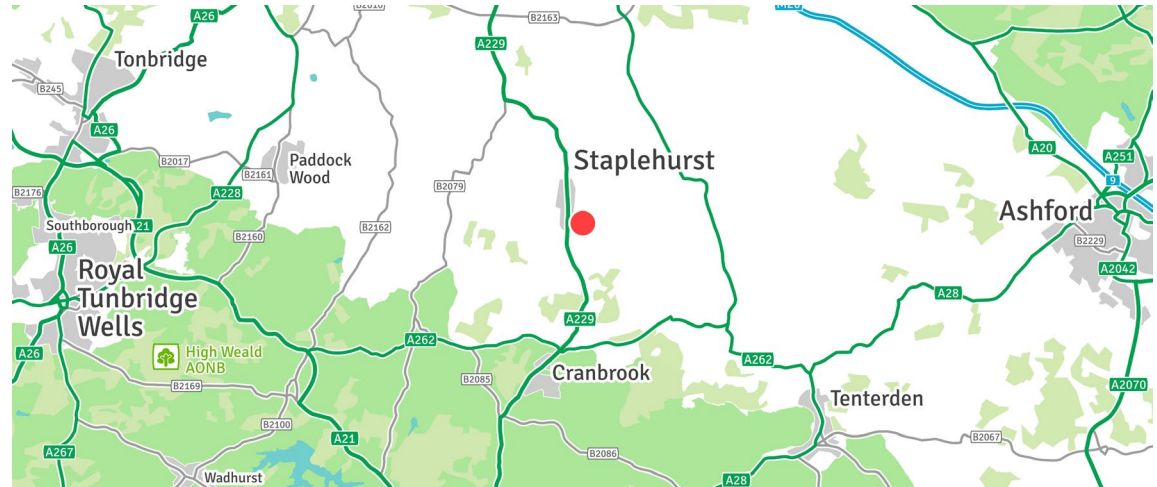 A26
B2163
A229
Tonbridge
B245
A26
B2017
Paddock
Wood
B2161
A228
B2079
Staplehurst
A20
A251
9
B2176
Southborough
21
A26
B2160
B2162
Ashford
B2229
A2042
Royal
Tunbridge
Wells
A28
A229
A262
A26
High Weald
AONB
Cranbrook
A262
B2085
B2169
A2070
Tenterden
B2100
A21
B2067
A267
B2086
Wadhurst
A28